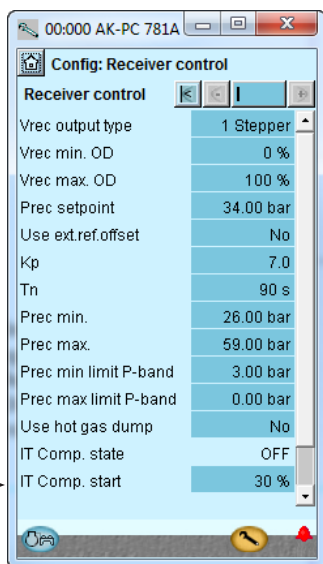 00:000 AK-PC 781A
Config: Receiver control
Receiver control
Vrec output type 1 Stepper
Vrec min. OD 0 %
Vrec max. OD 100 %
Prec setpoint 34.00 bar
Use ext.ref.offset No
Kp 7.0
Tn 90 s
Prec min. 26.00 bar
Prec max. 59.00 bar
Prec min limit P-band 3.00 bar
Prec max limit P-band 0.00 bar
Use hot gas dump No
IT Comp. state OFF
IT Comp. start 30 %